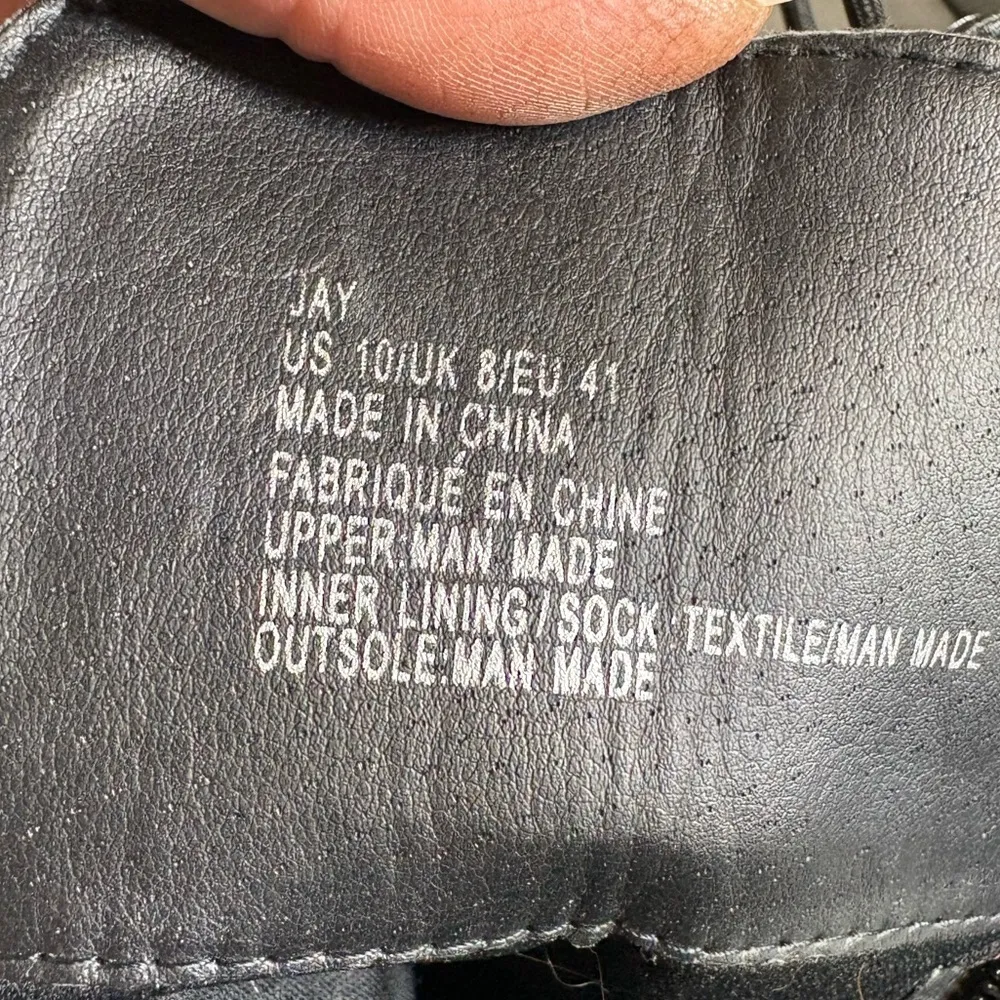 JAY
US 10/UK 8/EU 41
MADE IN CHINA
FABRIQUÉ EN CHINE
UPPER:MAN MADE
INNER LINING/SOCK TEXTILE/MAN MADE
OUTSOLE:MAN MADE